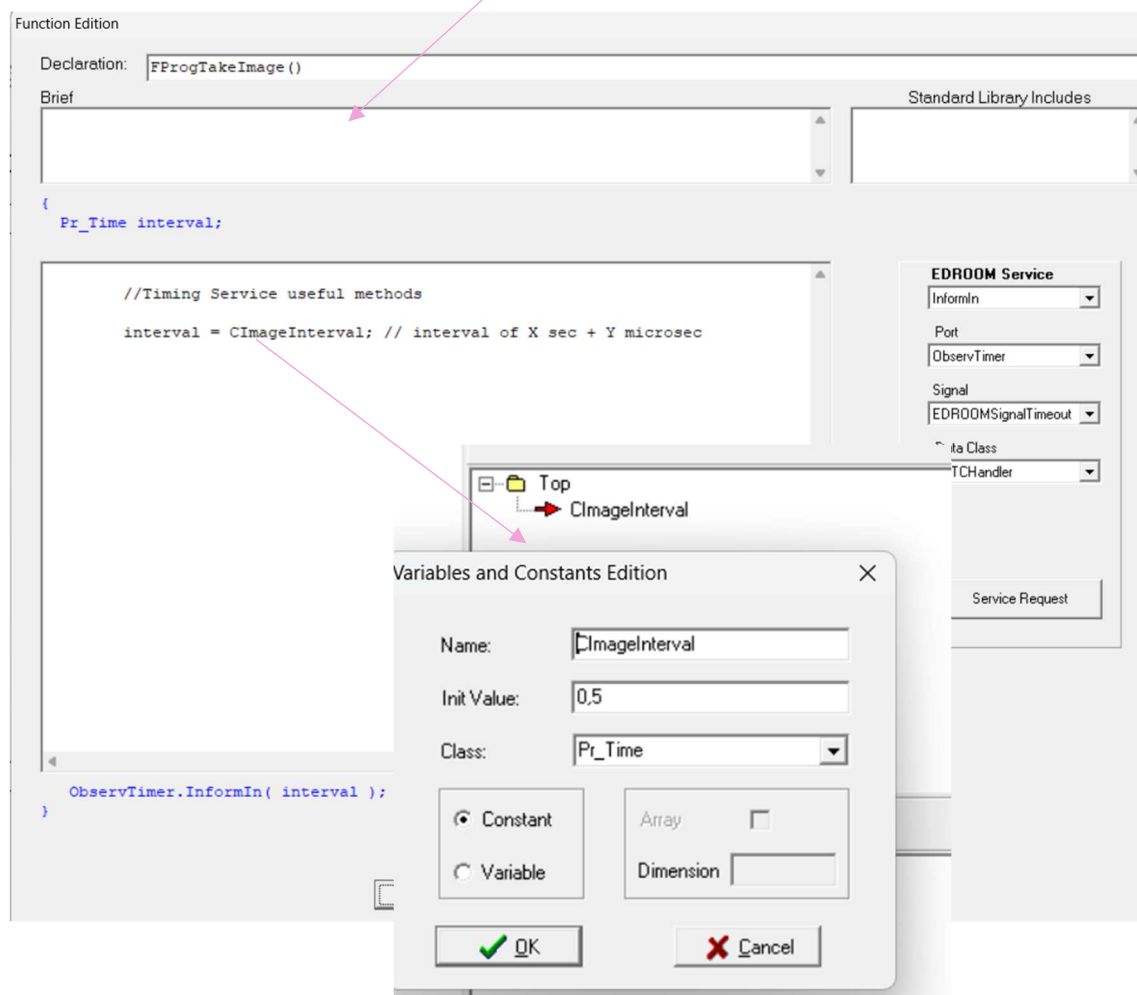 Function Edition
Declaration: FProgTakeImage()
Brief
Standard Library Includes
{
Pr_Time interval;
//Timing Service useful methods
interval = CImageInterval; // interval of X sec + Y microsec
EDROOM Service
InformIn
Port
ObservTimer
Signal
EDROOMSignalTimeout
Class
TCHandler
Service Request
Top
CImageInterval
Variables and Constants Edition
Name: CImageInterval
Init Value: 0,5
Class: Pr_Time
Constant
Array
Variable
Dimension
OK
Cancel
ObservTimer.InformIn( interval );
}